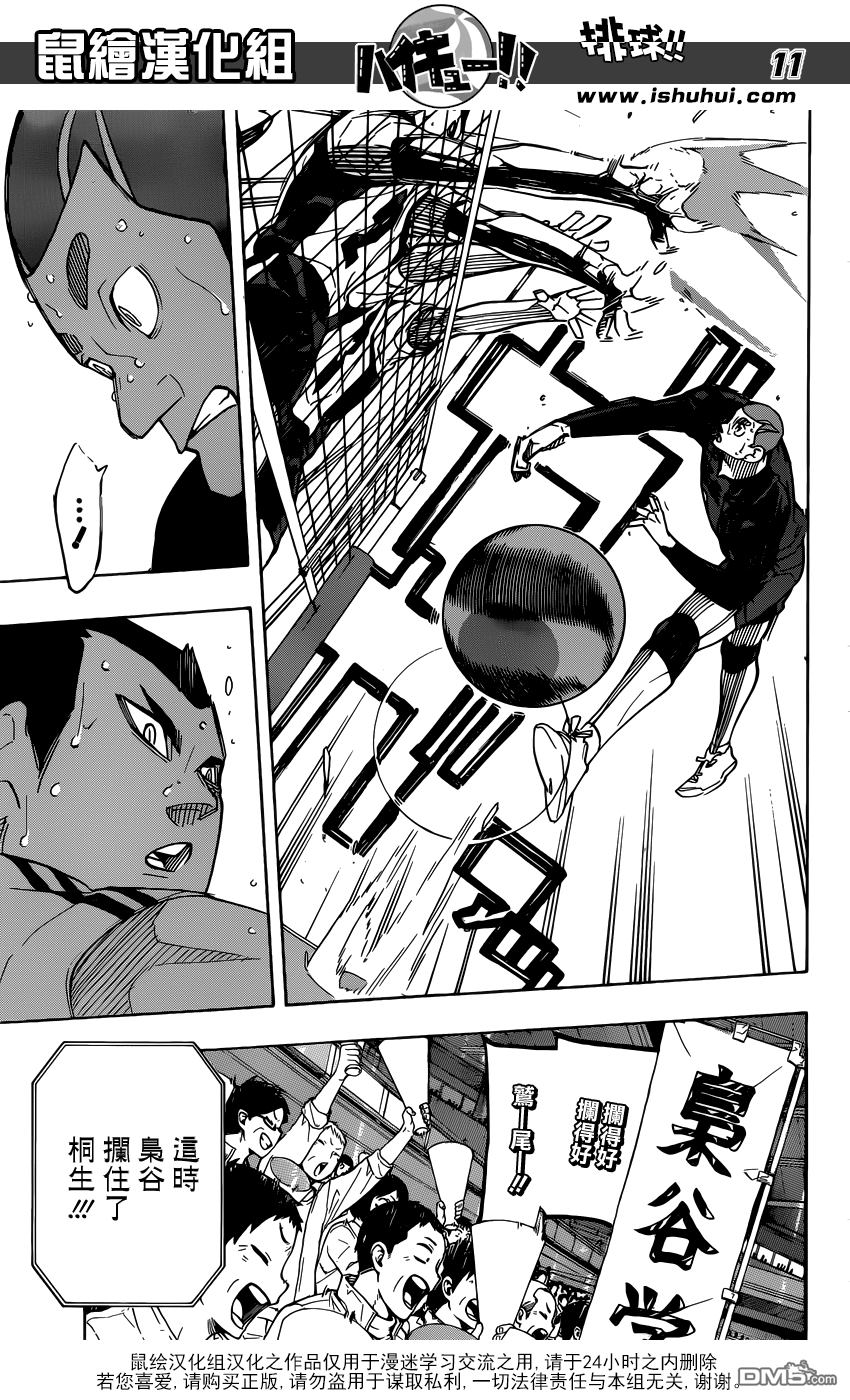 鼠繪漢化組
ハイキュー!!
排球!!
11
www.ishuhui.com
…!
攔得好
攔得好
鷲—尾—!!
梟谷学
這時
梟谷
攔住了
桐生!!!
鼠绘汉化组汉化之作品仅用于漫迷学习交流之用, 请于24小时之内删除
若您喜爱, 请购买正版, 请勿盗用于谋取私利, 一切法律责任与本组无关, 谢谢。
DM5.com